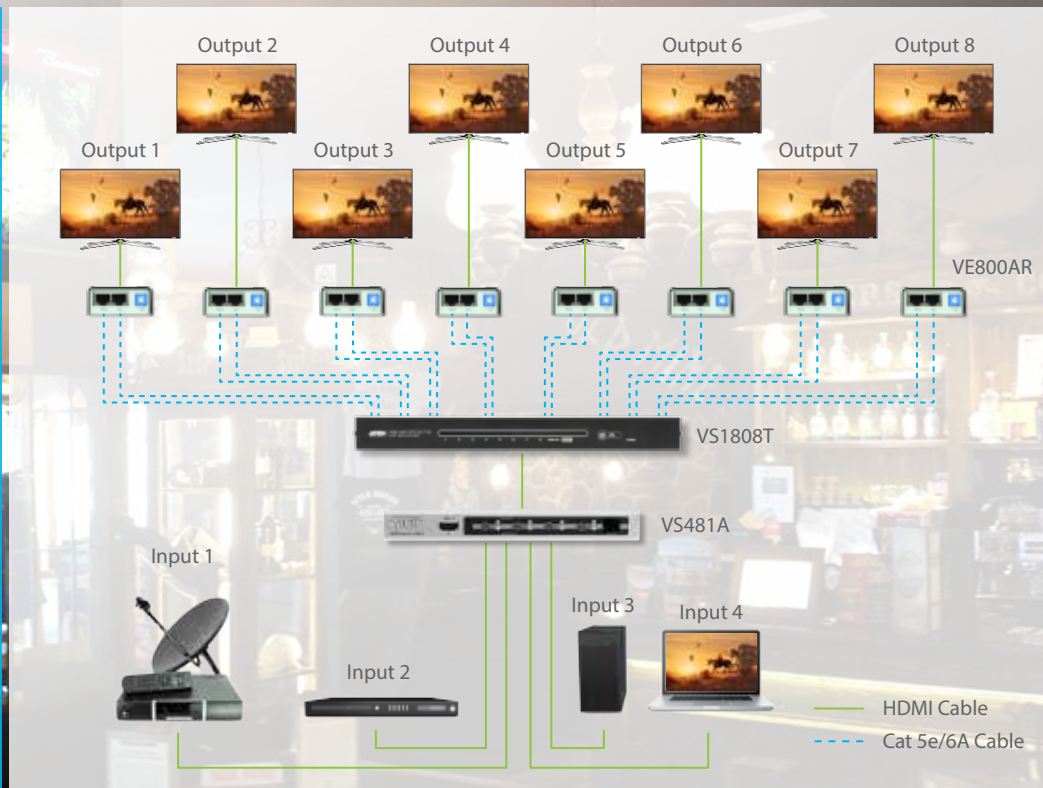 Output 2
Output 4
Output 6
Output 8
Output 1
Output 3
Output 5
Output 7
VE800AR
VS1808T
VS481A
Input 1
Input 3
Input 4
Input 2
HDMI Cable
Cat 5e/6A Cable